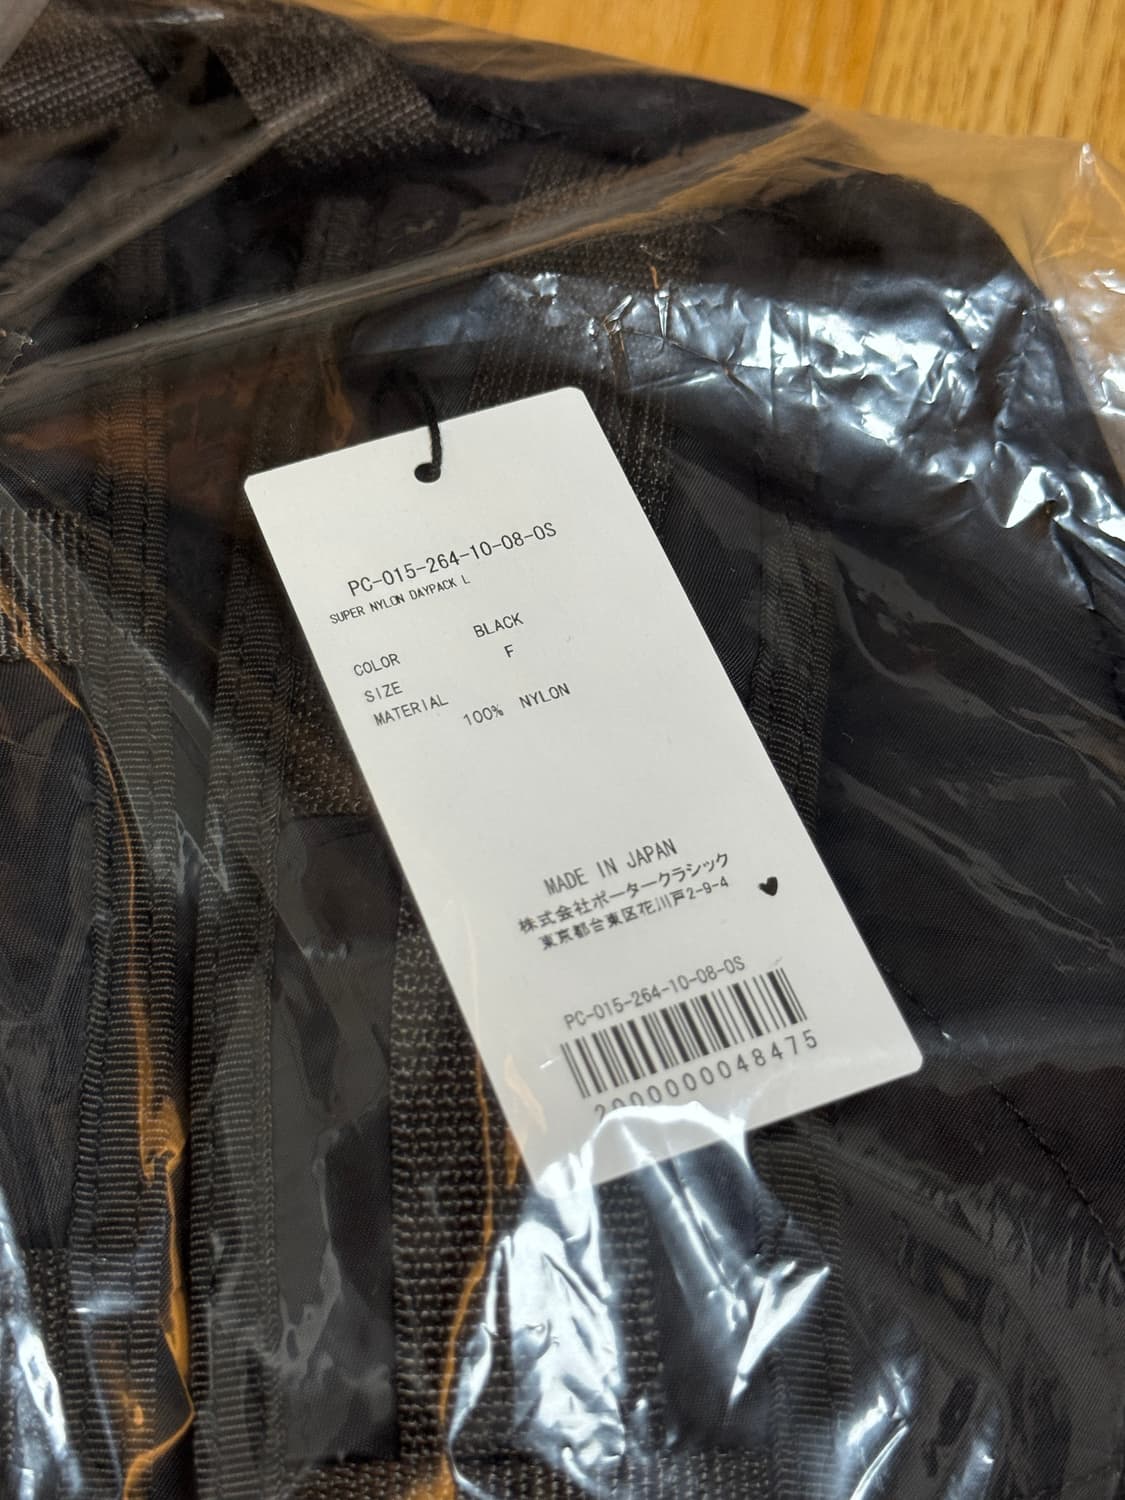 PC-015-264-10-08-OS
SUPER NYLON DAYPACK L
COLOR BLACK
SIZE F
MATERIAL
100% NYLON
MADE IN JAPAN
株式会社ポータークラシック
東京都台東区花川戸2-9-4
PC-015-264-10-08-OS
2000000048475